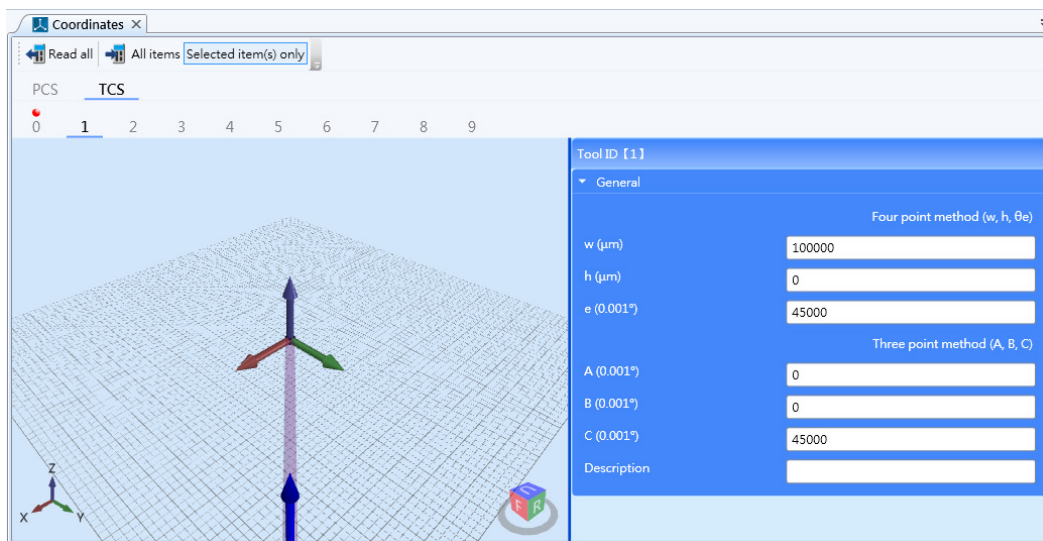 Coordinates
Read all All items Selected item(s) only
PCS TCS
0 1 2 3 4 5 6 7 8 9
Tool ID【1】
General
Four point method (w, h, θe)
w (μm) 100000
h (μm) 0
e (0.001°) 45000
Three point method (A, B, C)
A (0.001°) 0
B (0.001°) 0
C (0.001°) 45000
Description
Z
X Y
U
F R